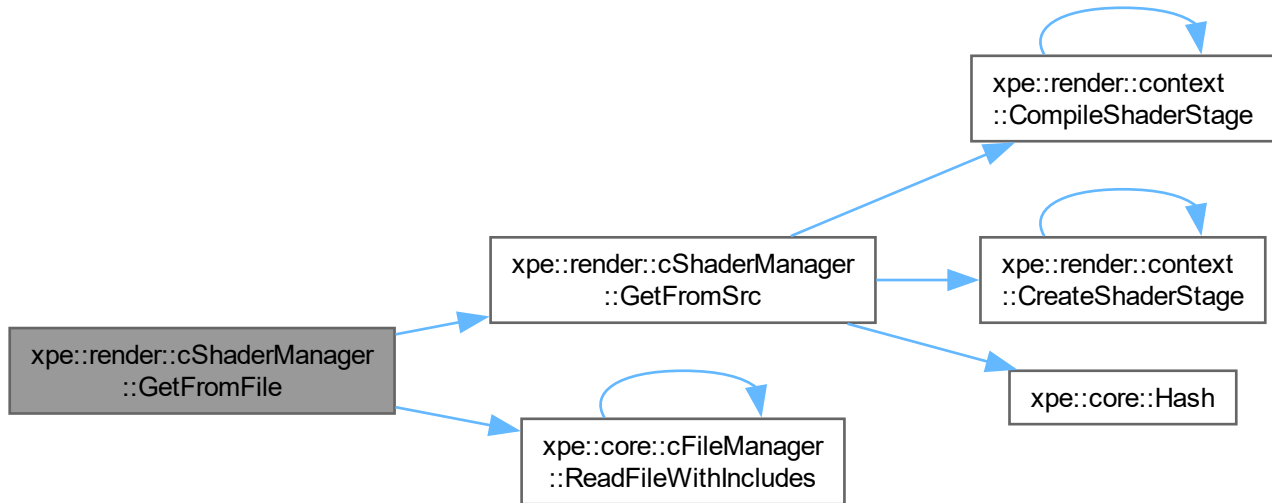 xpe::render::context
::CompileShaderStage
xpe::render::cShaderManager
::GetFromSrc
xpe::render::context
::CreateShaderStage
xpe::render::cShaderManager
::GetFromFile
xpe::core::Hash
xpe::core::cFileManager
::ReadFileWithIncludes